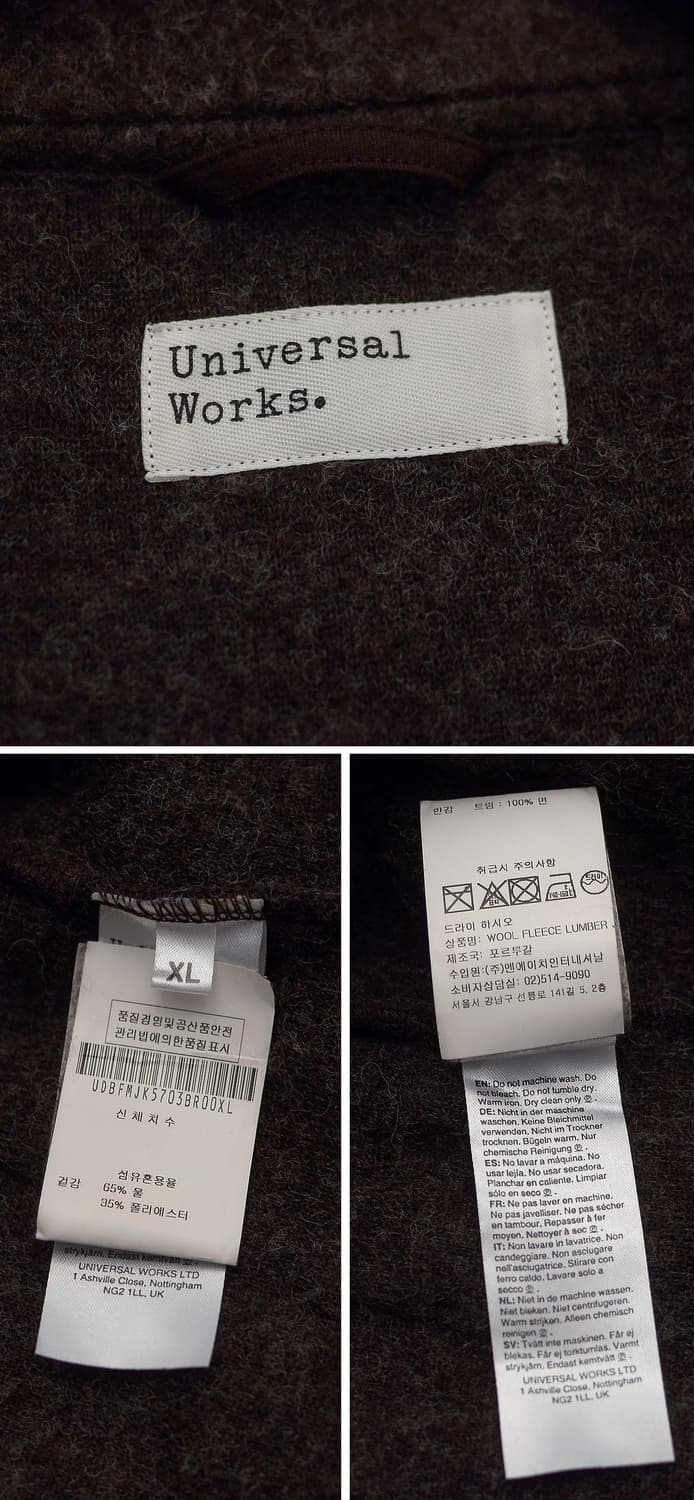 Universal
Works.
XL
품질경영및공산품안전
관리법에의한품질표시
UDBFMJK5703BR00XL
신 체 치 수
섬유혼용율
겉감 65% 울
35% 폴리에스터
strykjärn. Endast kemtvätt Ⓟ .
UNIVERSAL WORKS LTD
1 Ashville Close, Nottingham
NG2 1LL, UK
안감 트림 : 100% 면
취급시 주의사항
드라이
드라이 하시오
상품명: WOOL FLEECE LUMBER
제조국: 포르투갈
수입원:(주)멘에이치인터내셔날
소비자상담실: 02)514-9090
서울시 강남구 선릉로 141길 5, 2층
EN: Do not machine wash. Do
not bleach. Do not tumble dry.
Warm iron. Dry clean only Ⓟ .
DE: Nicht in der maschine
waschen. Keine Bleichmittel
verwenden. Nicht im Trockner
trocknen. Bügeln warm. Nur
chemische Reinigung Ⓟ .
ES: No lavar a máquina. No
usar lejía. No usar secadora.
Planchar en caliente. Limpiar
sólo en seco Ⓟ .
FR: Ne pas laver en machine.
Ne pas javelliser. Ne pas sécher
en tambour. Repasser à fer
moyen. Nettoyer à sec Ⓟ .
IT: Non lavare in lavatrice. Non
candeggiare. Non asciugare
nell'asciugatrice. Stirare con
ferro caldo. Lavare solo a
secco Ⓟ .
NL: Niet in de machine wassen.
Niet bleken. Niet centrifugeren.
Warm strijken. Alleen chemisch
reinigen Ⓟ .
SV: Tvätt inte maskinen. Får ej
blekas. Får ej torktumlas. Varmt
strykjärn. Endast kemtvätt Ⓟ .
UNIVERSAL WORKS LTD
1 Ashville Close, Nottingham
NG2 1LL, UK